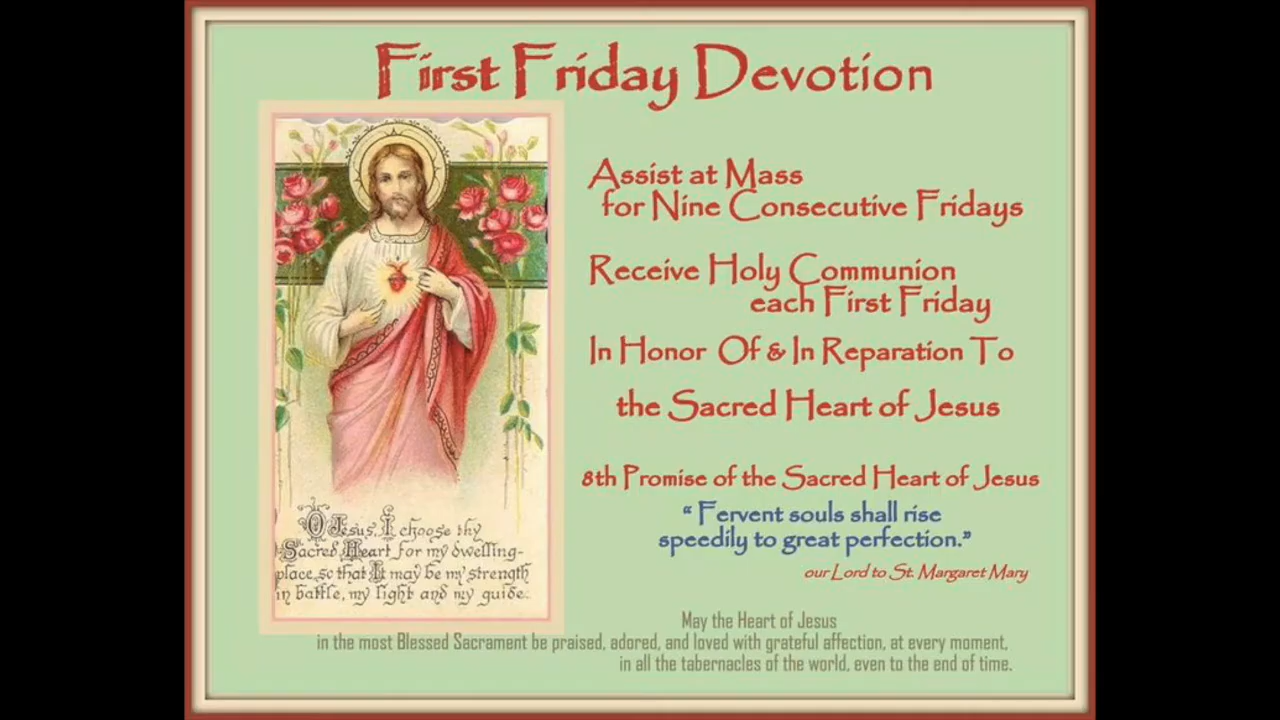 First Friday Devotion
Assist at Mass
for Nine Consecutive Fridays
Receive Holy Communion
each First Friday
In Honor Of & In Reparation To
the Sacred Heart of Jesus
8th Promise of the Sacred Heart of Jesus
“ Fervent souls shall rise
speedily to great perfection.”
our Lord to St. Margaret Mary
O Jesus, I choose thy
Sacred Heart for my dwelling-
place, so that It may be my strength
in battle, my light and my guide.
May the Heart of Jesus
in the most Blessed Sacrament be praised, adored, and loved with grateful affection, at every moment,
in all the tabernacles of the world, even to the end of time.